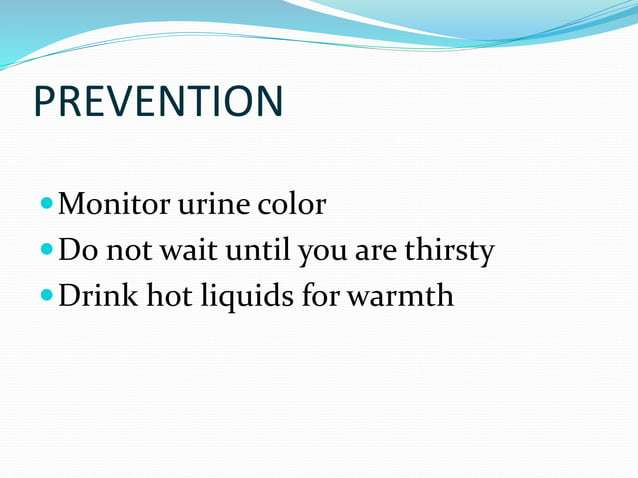 PREVENTION
Monitor urine color
Do not wait until you are thirsty
Drink hot liquids for warmth